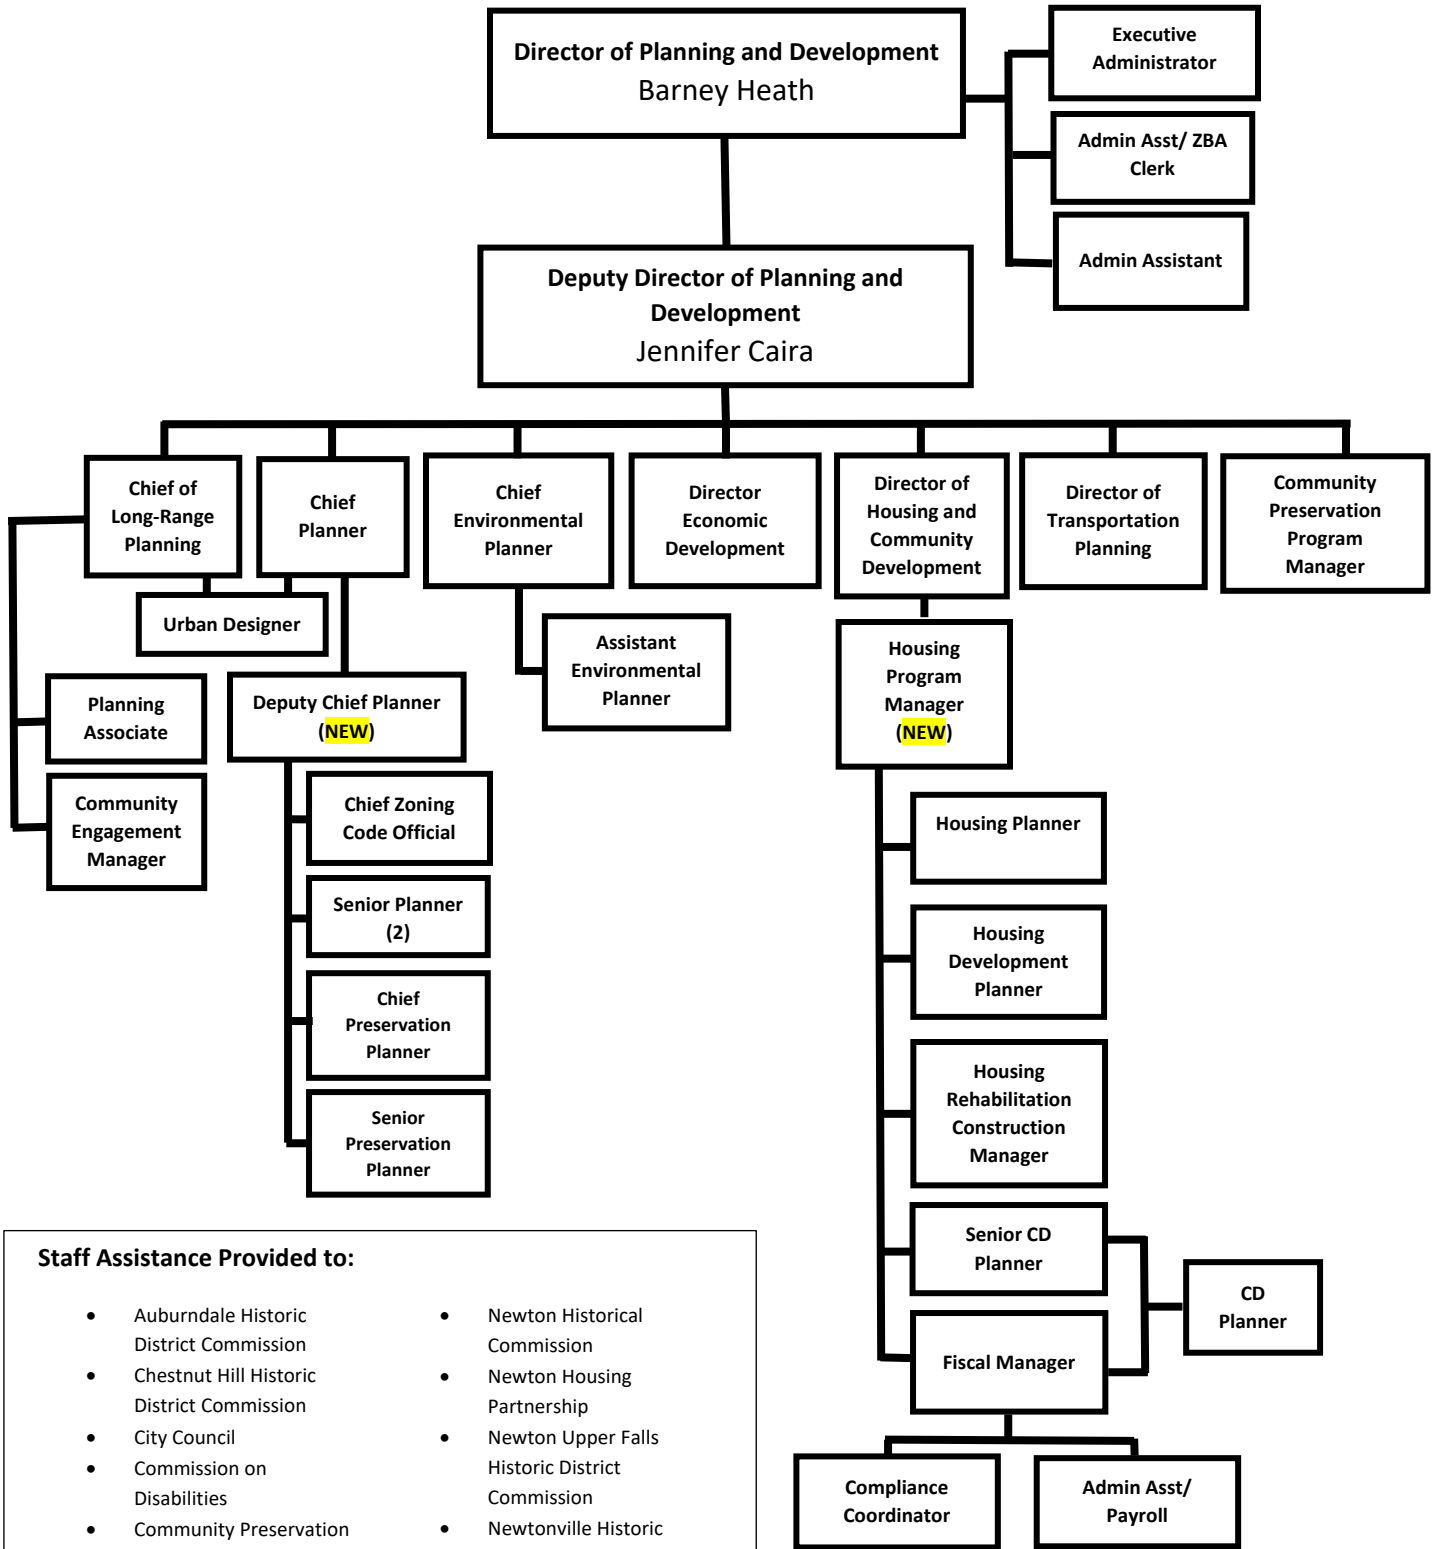 Director of Planning and Development
Barney Heath
Executive
Administrator
Admin Asst/ ZBA
Clerk
Admin Assistant
Deputy Director of Planning and
Development
Jennifer Caira
Chief of
Long-Range
Planning
Chief
Planner
Chief
Environmental
Planner
Director
Economic
Development
Director of
Housing and
Community
Development
Director of
Transportation
Planning
Community
Preservation
Program
Manager
Urban Designer
Planning
Associate
Community
Engagement
Manager
Deputy Chief Planner
(NEW)
Chief Zoning
Code Official
Senior Planner
(2)
Chief
Preservation
Planner
Senior
Preservation
Planner
Assistant
Environmental
Planner
Housing
Program
Manager
(NEW)
Housing Planner
Housing
Development
Planner
Housing
Rehabilitation
Construction
Manager
Senior CD
Planner
Fiscal Manager
CD
Planner
Compliance
Coordinator
Admin Asst/
Payroll
Staff Assistance Provided to:
• Auburndale Historic
District Commission
• Chestnut Hill Historic
District Commission
• City Council
• Commission on
Disabilities
• Community Preservation
• Newton Historical
Commission
• Newton Housing
Partnership
• Newton Upper Falls
Historic District
Commission
• Newtonville Historic